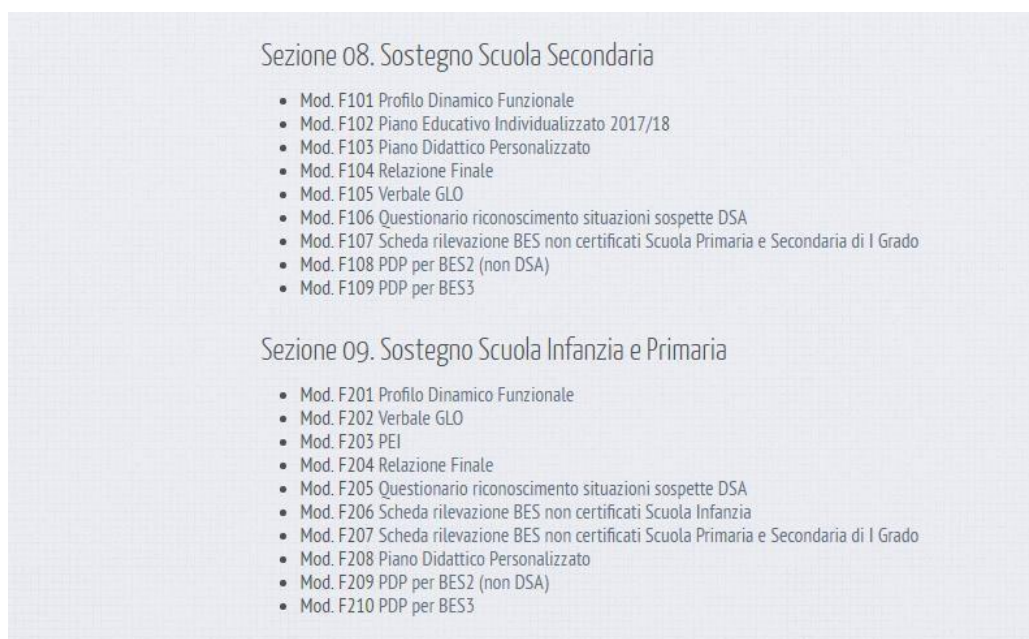 Sezione 08. Sostegno Scuola Secondaria
Mod. F101 Profilo Dinamico Funzionale
Mod. F102 Piano Educativo Individualizzato 2017/18
Mod. F103 Piano Didattico Personalizzato
Mod. F104 Relazione Finale
Mod. F105 Verbale GLO
Mod. F106 Questionario riconoscimento situazioni sospette DSA
Mod. F107 Scheda rilevazione BES non certificati Scuola Primaria e Secondaria di I Grado
Mod. F108 PDP per BES2 (non DSA)
Mod. F109 PDP per BES3
Sezione 09. Sostegno Scuola Infanzia e Primaria
Mod. F201 Profilo Dinamico Funzionale
Mod. F202 Verbale GLO
Mod. F203 PEI
Mod. F204 Relazione Finale
Mod. F205 Questionario riconoscimento situazioni sospette DSA
Mod. F206 Scheda rilevazione BES non certificati Scuola Infanzia
Mod. F207 Scheda rilevazione BES non certificati Scuola Primaria e Secondaria di I Grado
Mod. F208 Piano Didattico Personalizzato
Mod. F209 PDP per BES2 (non DSA)
Mod. F210 PDP per BES3